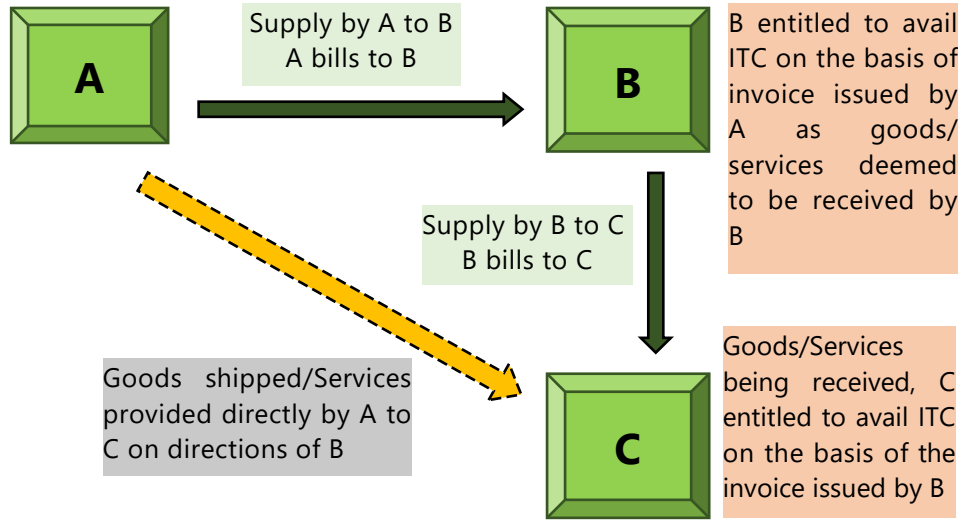 A
Supply by A to B
A bills to B
B
B entitled to avail
ITC on the basis of
invoice issued by
A as goods/
services deemed
to be received by
B
Supply by B to C
B bills to C
Goods shipped/Services
provided directly by A to
C on directions of B
C
Goods/Services
being received, C
entitled to avail ITC
on the basis of the
invoice issued by B